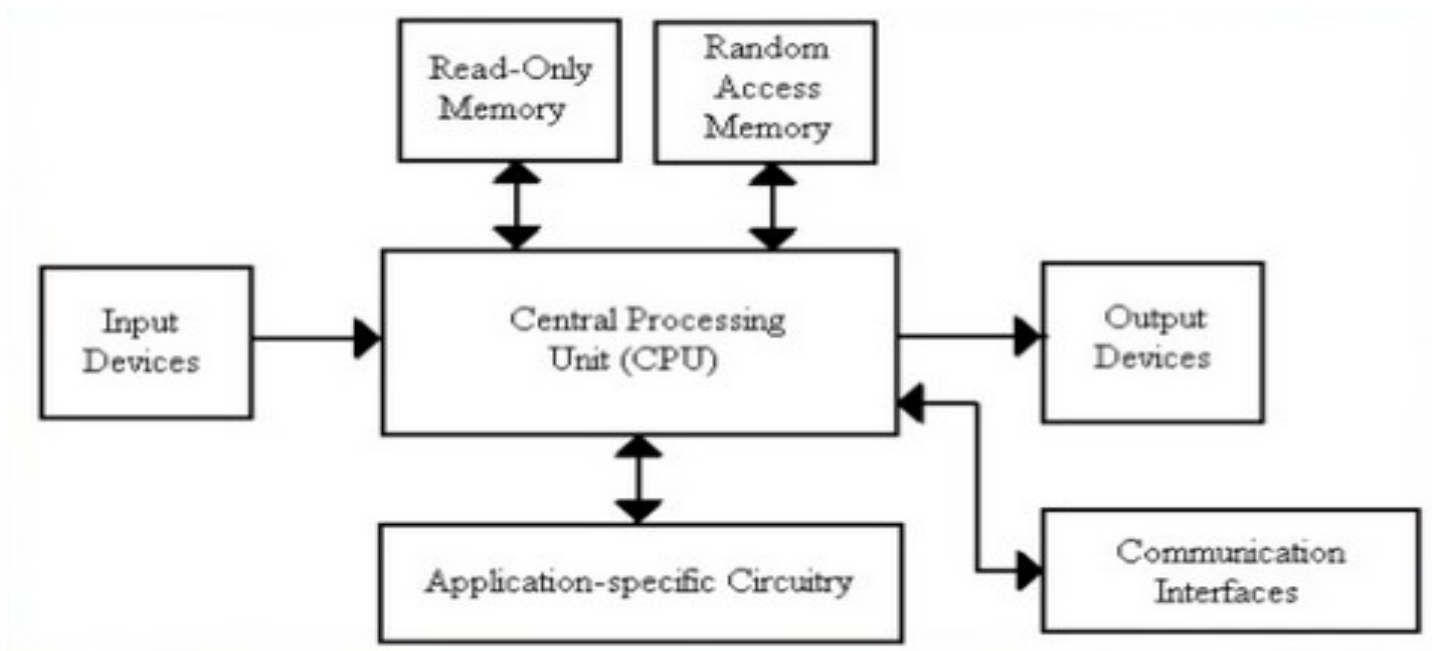 Read-Only
Memory
Random
Access
Memory
Input
Devices
Central Processing
Unit (CPU)
Output
Devices
Application-specific Circuitry
Communication
Interfaces